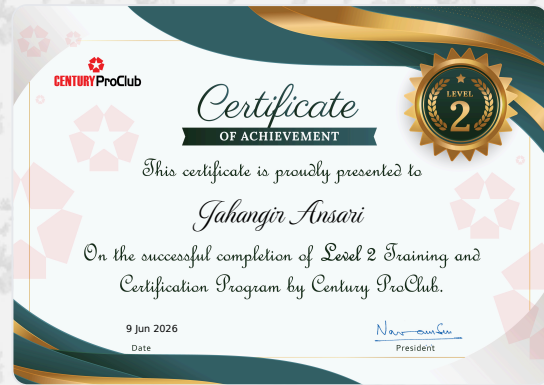 CENTURY ProClub
LEVEL
2
Certificate
OF ACHIEVEMENT
This certificate is proudly presented to
Jahangir Ansari
On the successful completion of Level 2 Training and
Certification Program by Century ProClub.
9 Jun 2026
Date
President